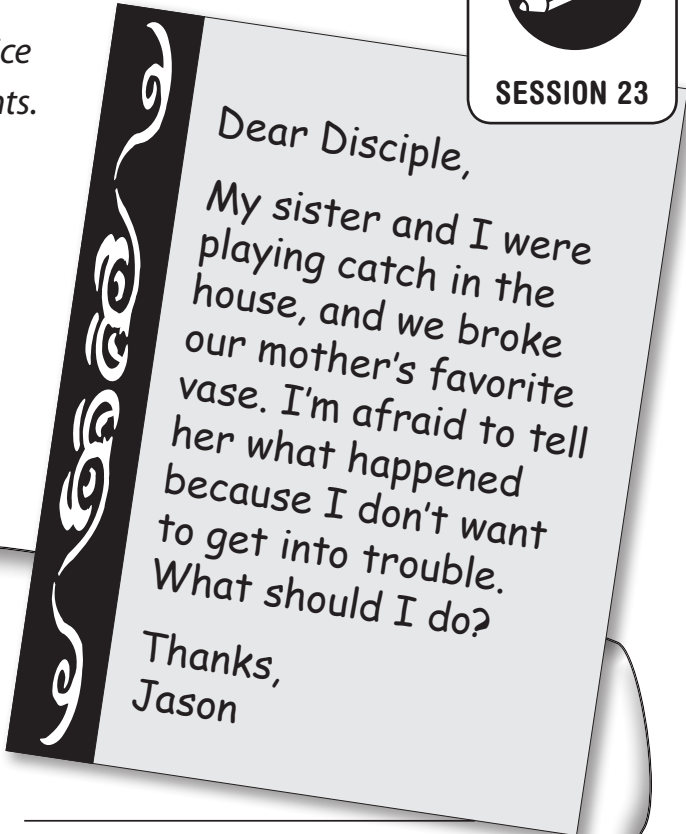 nts.
SESSION 23
Dear Disciple,
My sister and I were
playing catch in the
house, and we broke
our mother's favorite
vase. I'm afraid to tell
her what happened
because I don't want
to get into trouble.
What should I do?
Thanks,
Jason